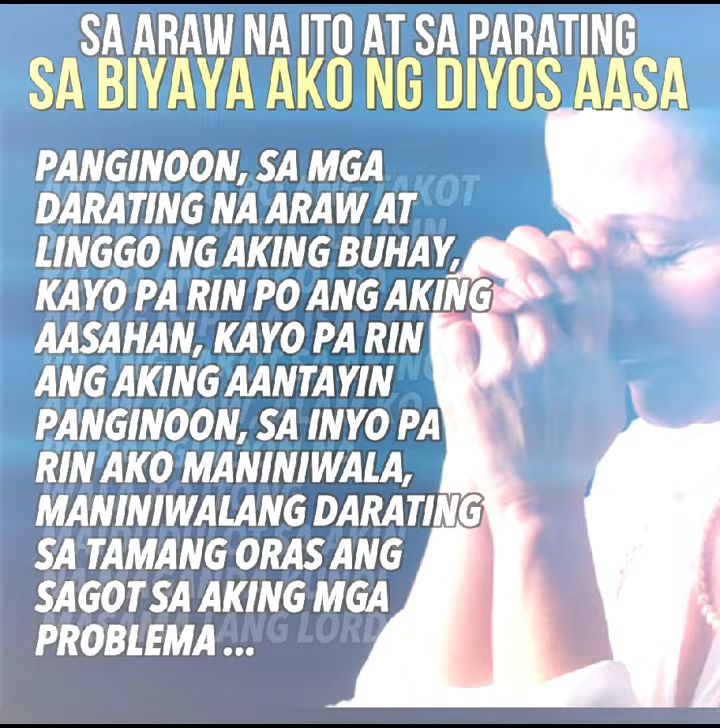 SA ARAW NA ITO AT SA PARATING
SA BIYAYA AKO NG DIYOS AASA
PANGINOON, SA MGA
DARATING NA ARAW AT
LINGGO NG AKING BUHAY,
KAYO PA RIN PO ANG AKING
AASAHAN, KAYO PA RIN
ANG AKING AANTAYIN
PANGINOON, SA INYO PA
RIN AKO MANINIWALA,
MANINIWALANG DARATING
SA TAMANG ORAS ANG
SAGOT SA AKING MGA
PROBLEMA ...